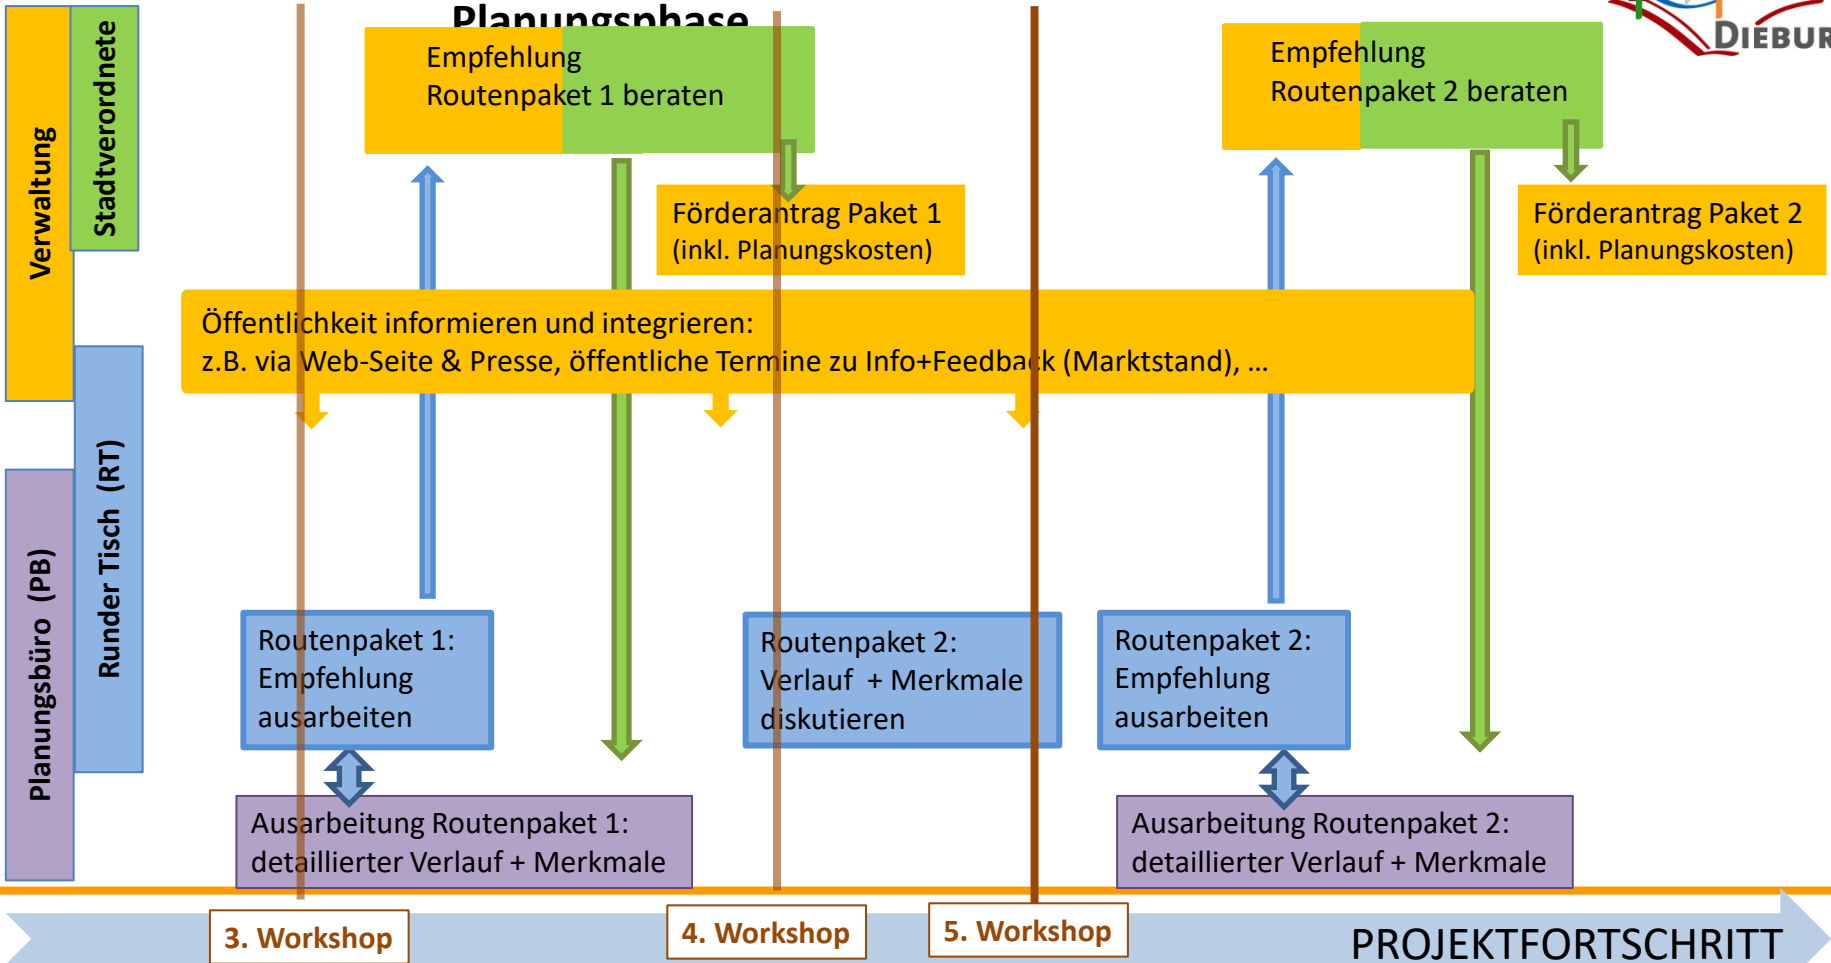 Planungsphase
DIEBUR
Verwaltung
Stadtverordnete
Runder Tisch (RT)
Planungsbüro (PB)
Empfehlung
Routenpaket 1 beraten
Empfehlung
Routenpaket 2 beraten
Förderantrag Paket 1
(inkl. Planungskosten)
Förderantrag Paket 2
(inkl. Planungskosten)
Öffentlichkeit informieren und integrieren:
z.B. via Web-Seite & Presse, öffentliche Termine zu Info+Feedback (Marktstand), ...
Routenpaket 1:
Empfehlung
ausarbeiten
Routenpaket 2:
Verlauf + Merkmale
diskutieren
Routenpaket 2:
Empfehlung
ausarbeiten
Ausarbeitung Routenpaket 1:
detaillierter Verlauf + Merkmale
Ausarbeitung Routenpaket 2:
detaillierter Verlauf + Merkmale
3. Workshop
4. Workshop
5. Workshop
PROJEKTFORTSCHRITT